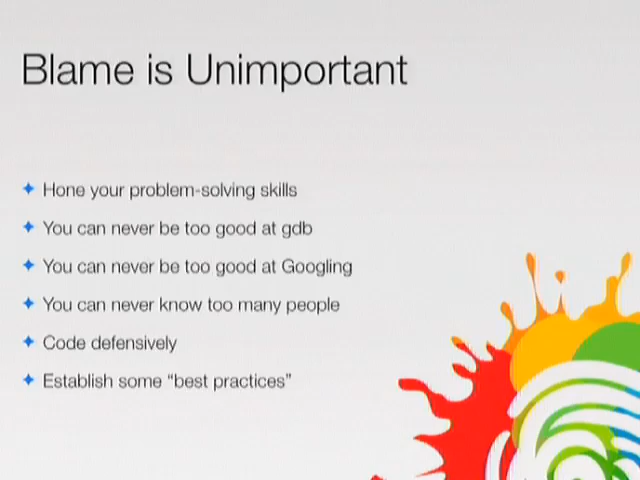 Blame is Unimportant
Hone your problem-solving skills
You can never be too good at gdb
You can never be too good at Googling
You can never know too many people
Code defensively
Establish some “best practices”